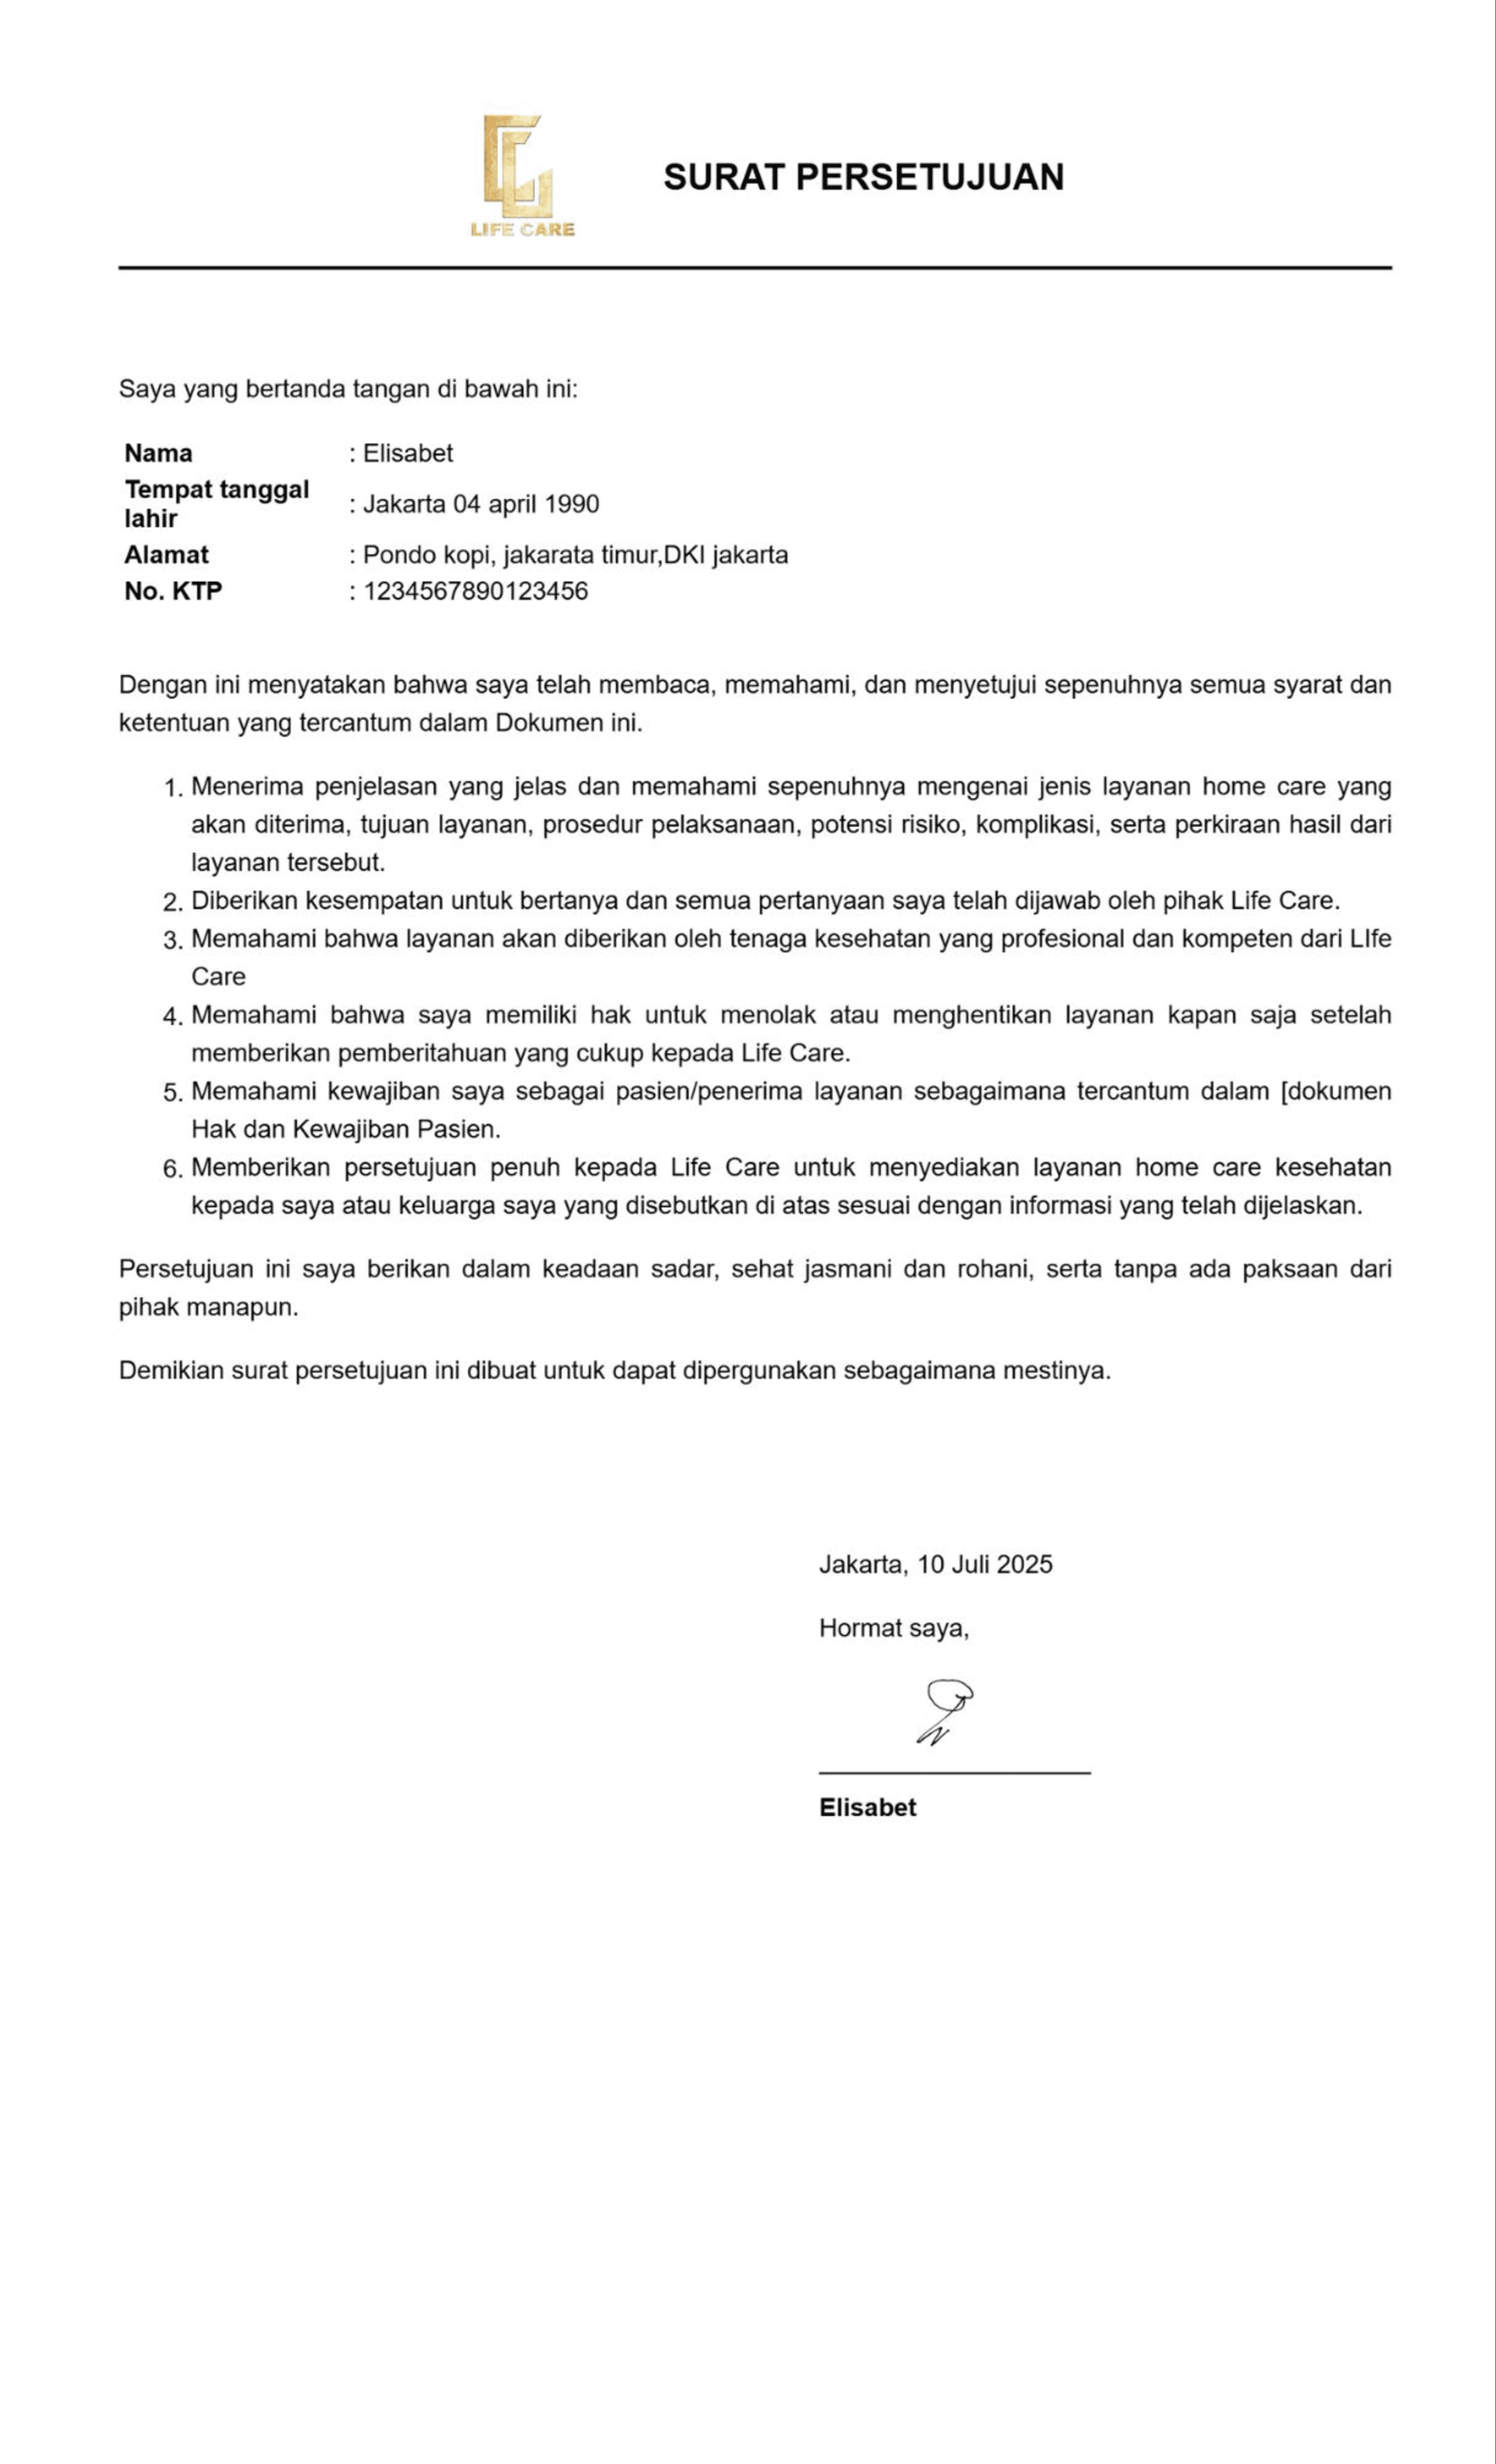 LIFE CARE
SURAT PERSETUJUAN
Saya yang bertanda tangan di bawah ini:
Nama : Elisabet
Tempat tanggal
lahir : Jakarta 04 april 1990
Alamat : Pondo kopi, jakarata timur,DKI jakarta
No. KTP : 1234567890123456
Dengan ini menyatakan bahwa saya telah membaca, memahami, dan menyetujui sepenuhnya semua syarat dan
ketentuan yang tercantum dalam Dokumen ini.
1. Menerima penjelasan yang jelas dan memahami sepenuhnya mengenai jenis layanan home care yang
akan diterima, tujuan layanan, prosedur pelaksanaan, potensi risiko, komplikasi, serta perkiraan hasil dari
layanan tersebut.
2. Diberikan kesempatan untuk bertanya dan semua pertanyaan saya telah dijawab oleh pihak Life Care.
3. Memahami bahwa layanan akan diberikan oleh tenaga kesehatan yang profesional dan kompeten dari LIfe
Care
4. Memahami bahwa saya memiliki hak untuk menolak atau menghentikan layanan kapan saja setelah
memberikan pemberitahuan yang cukup kepada Life Care.
5. Memahami kewajiban saya sebagai pasien/penerima layanan sebagaimana tercantum dalam [dokumen
Hak dan Kewajiban Pasien.
6. Memberikan persetujuan penuh kepada Life Care untuk menyediakan layanan home care kesehatan
kepada saya atau keluarga saya yang disebutkan di atas sesuai dengan informasi yang telah dijelaskan.
Persetujuan ini saya berikan dalam keadaan sadar, sehat jasmani dan rohani, serta tanpa ada paksaan dari
pihak manapun.
Demikian surat persetujuan ini dibuat untuk dapat dipergunakan sebagaimana mestinya.
Jakarta, 10 Juli 2025
Hormat saya,
Elisabet